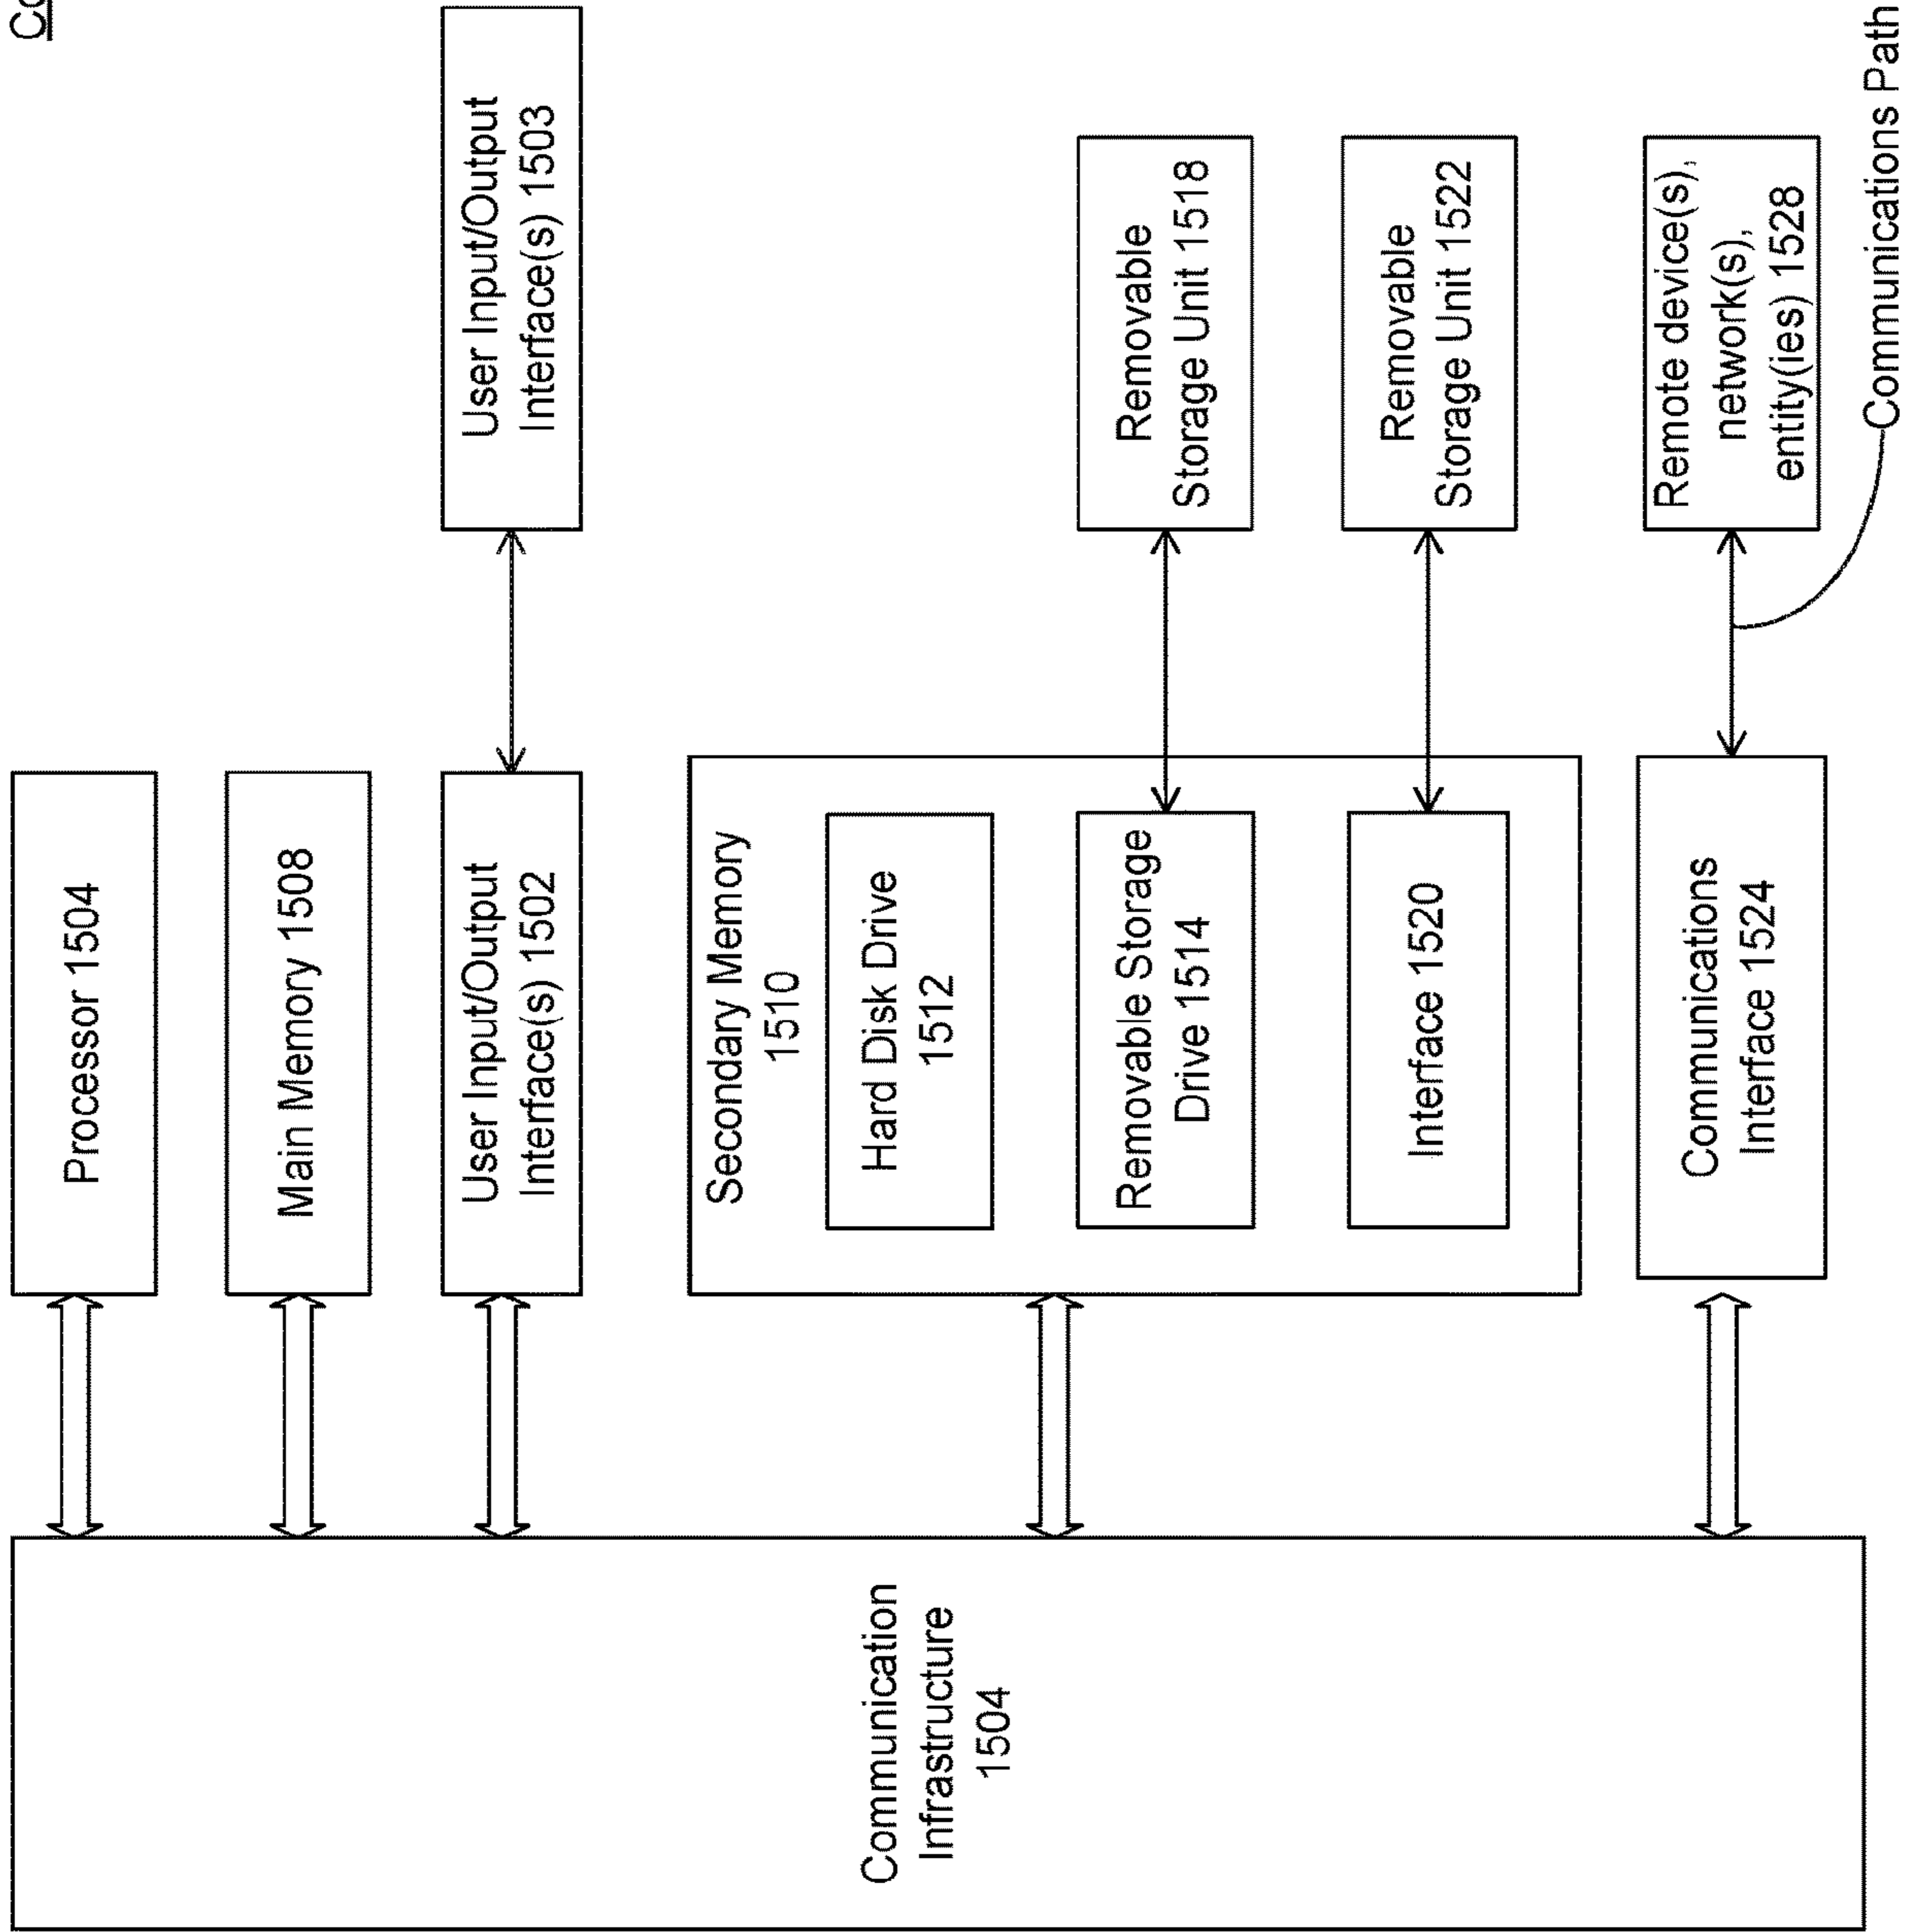 Processor 1504
Main Memory 1508
User Input/Output
Interface(s) 1502
User Input/Output
Interface(s) 1503
Secondary Memory
1510
Hard Disk Drive
1512
Removable Storage
Drive 1514
Removable
Storage Unit 1518
Interface 1520
Removable
Storage Unit 1522
Communications
Interface 1524
Remote device(s),
network(s),
entity(ies) 1528
Communications Path
Communication
Infrastructure
1504